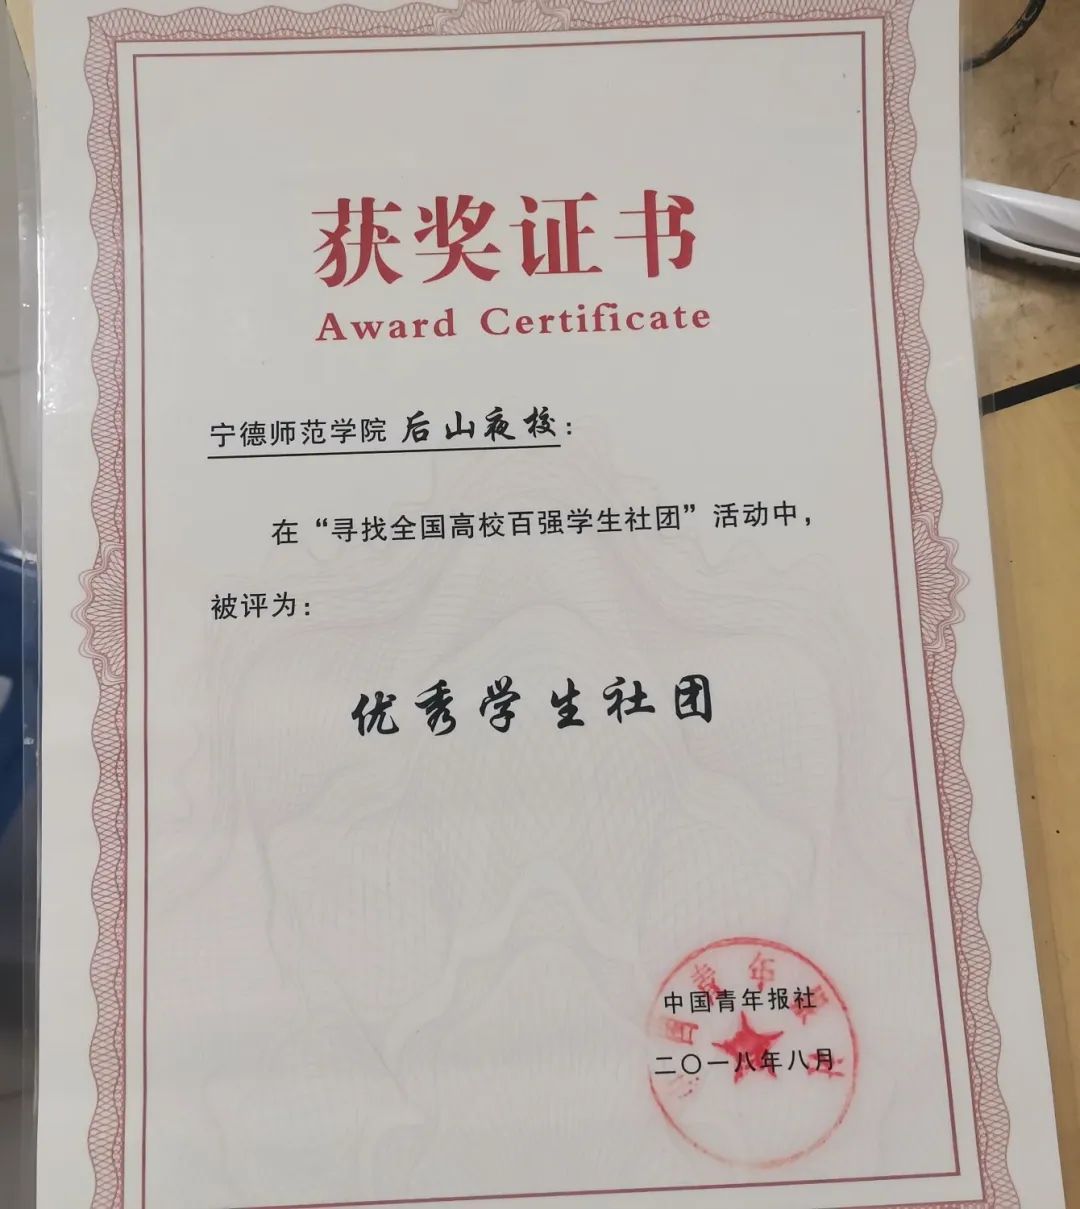 获奖证书
Award Certificate
宁德师范学院 后山夜校：
在“寻找全国高校百强学生社团”活动中，
被评为：
优秀学生社团
中国青年报社
二〇一八年八月